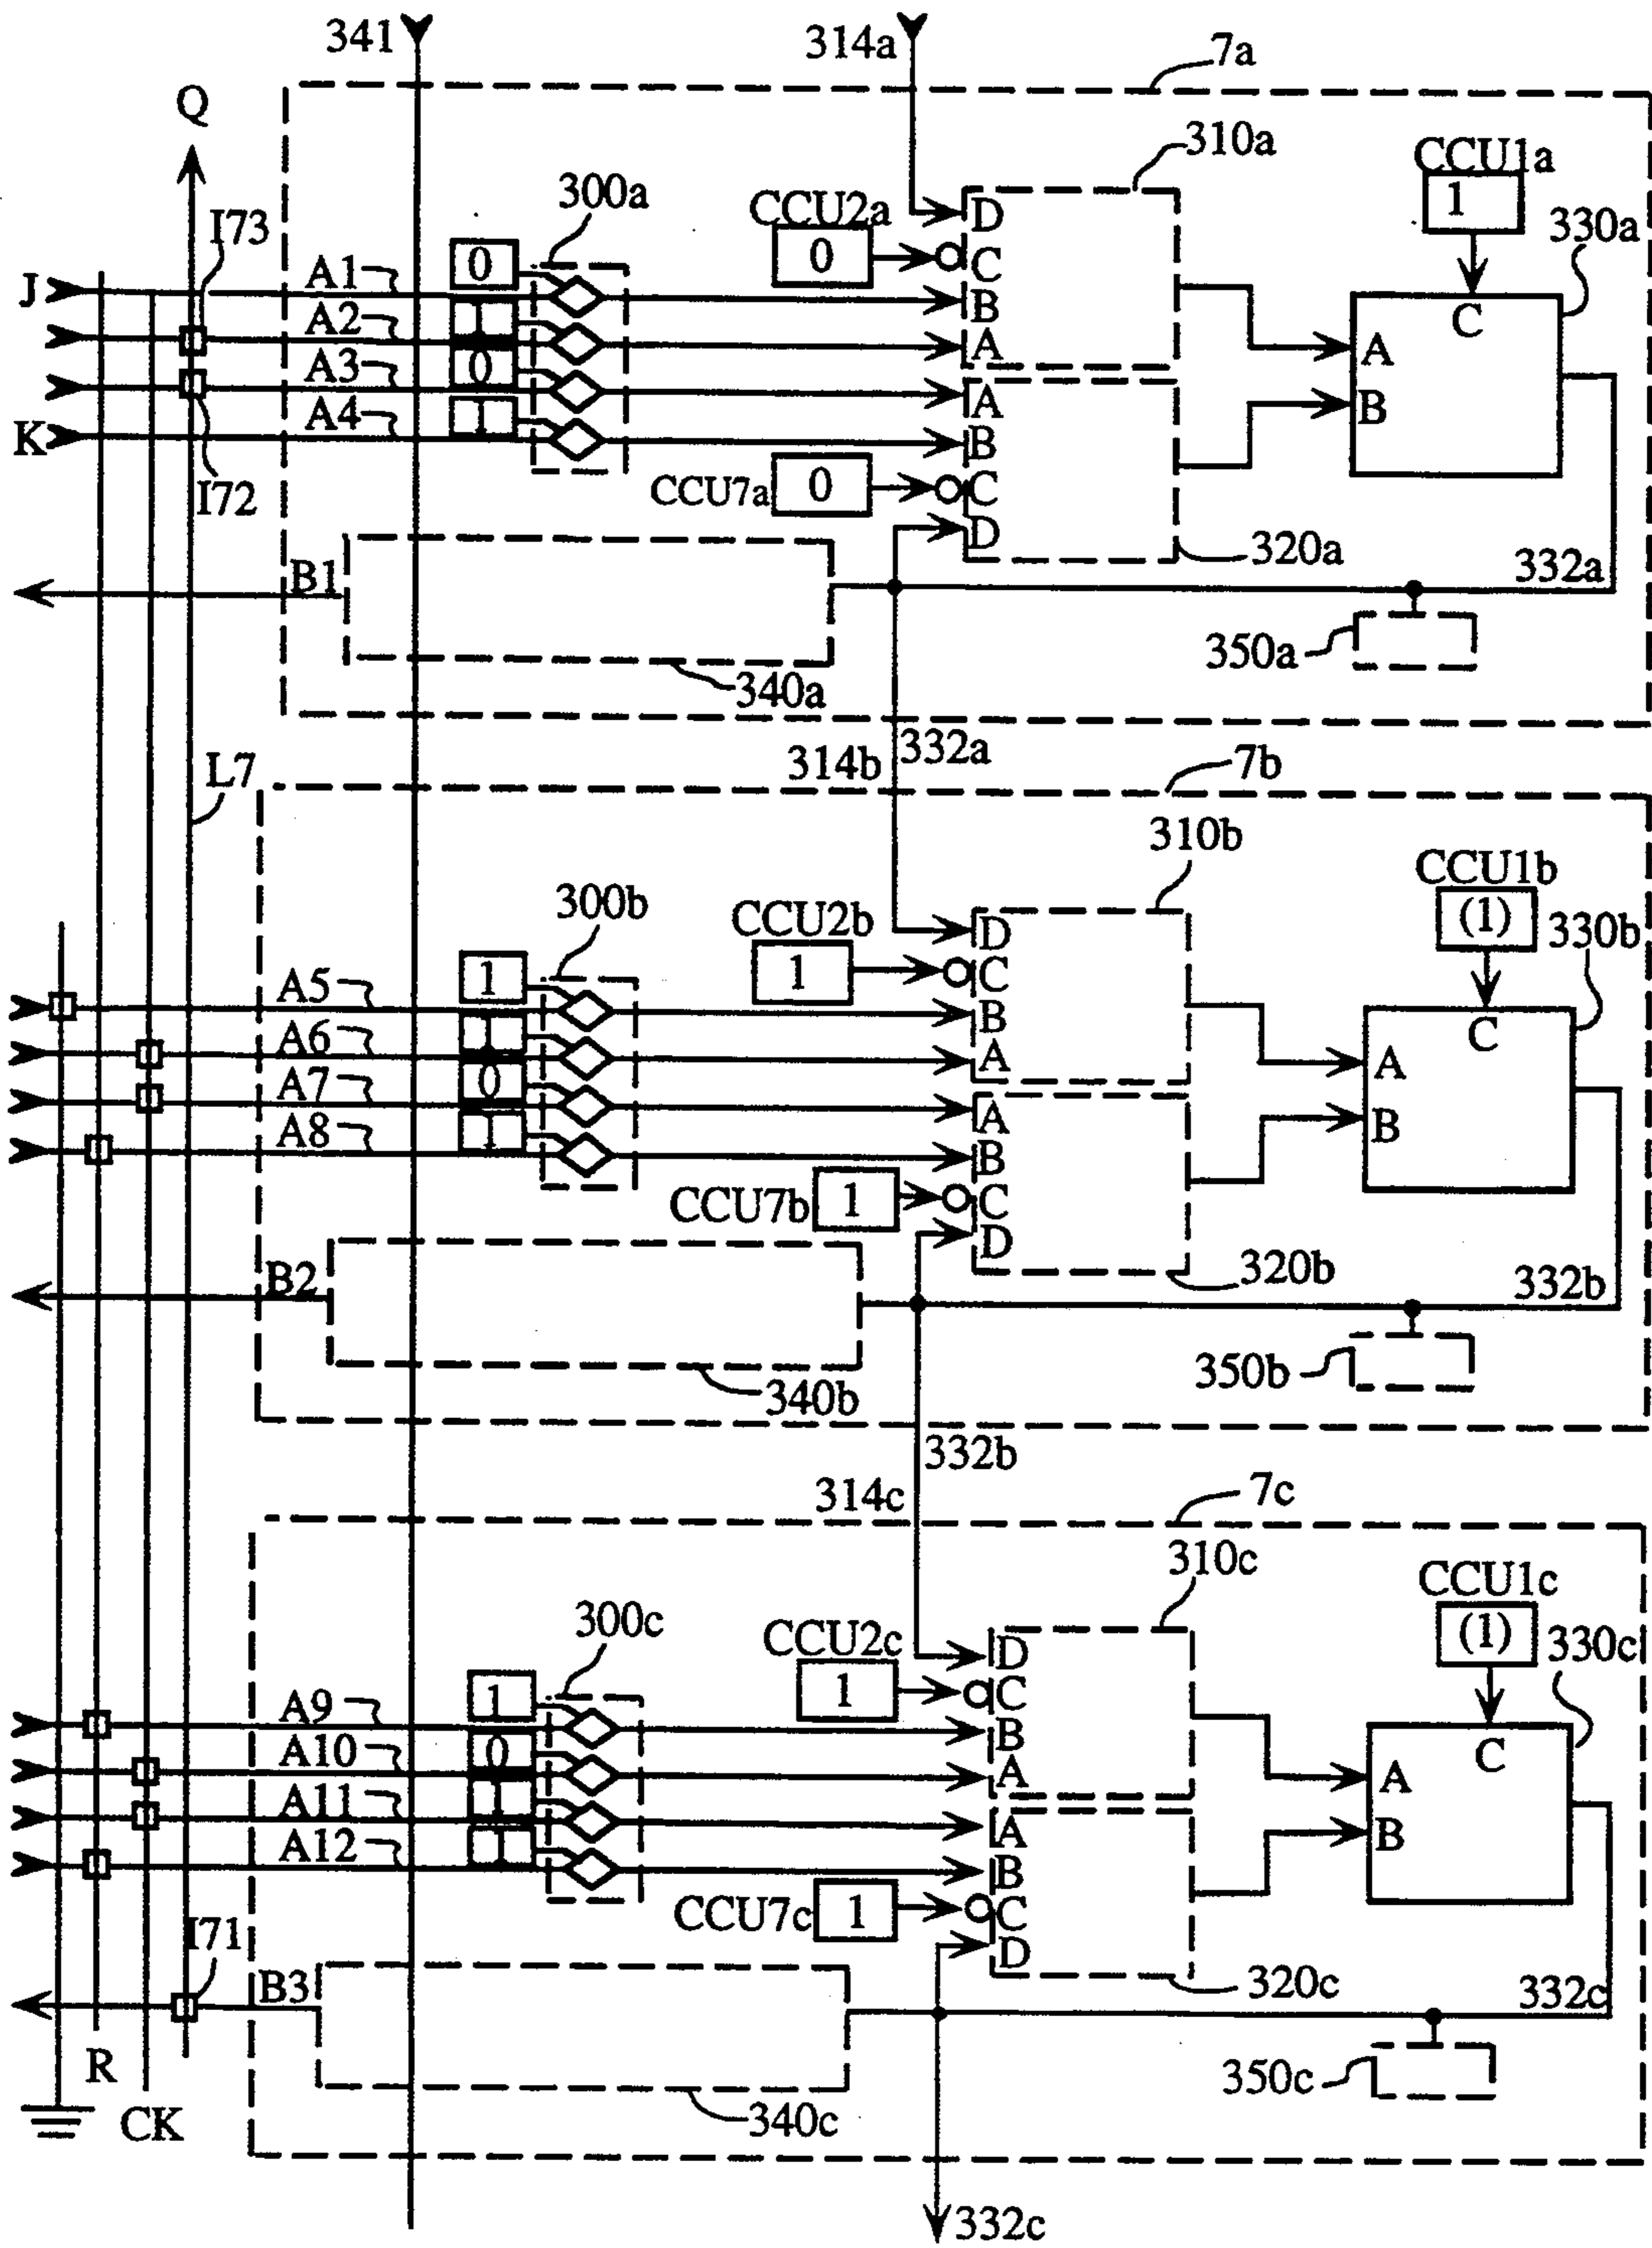 341
314a
7a
Q
310a
CCU1a
1
300a
CCU2a
0
D
C
B
A
330a
C
A
B
I73
J
A1
0
A2
1
A3
0
A4
1
K
I72
A
B
C
D
CCU7a
0
320a
332a
B1
350a
340a
332a
314b
L7
7b
310b
CCU1b
(1)
300b
CCU2b
1
D
C
B
A
330b
C
A
B
A5
1
A6
1
A7
0
A8
1
A
B
C
D
CCU7b
1
320b
332b
B2
350b
340b
332b
314c
7c
310c
CCU1c
(1)
300c
CCU2c
1
D
C
B
A
330c
C
A
B
A9
1
A10
0
A11
1
A12
1
A
B
C
D
CCU7c
1
I71
320c
332c
B3
R
350c
CK
340c
332c